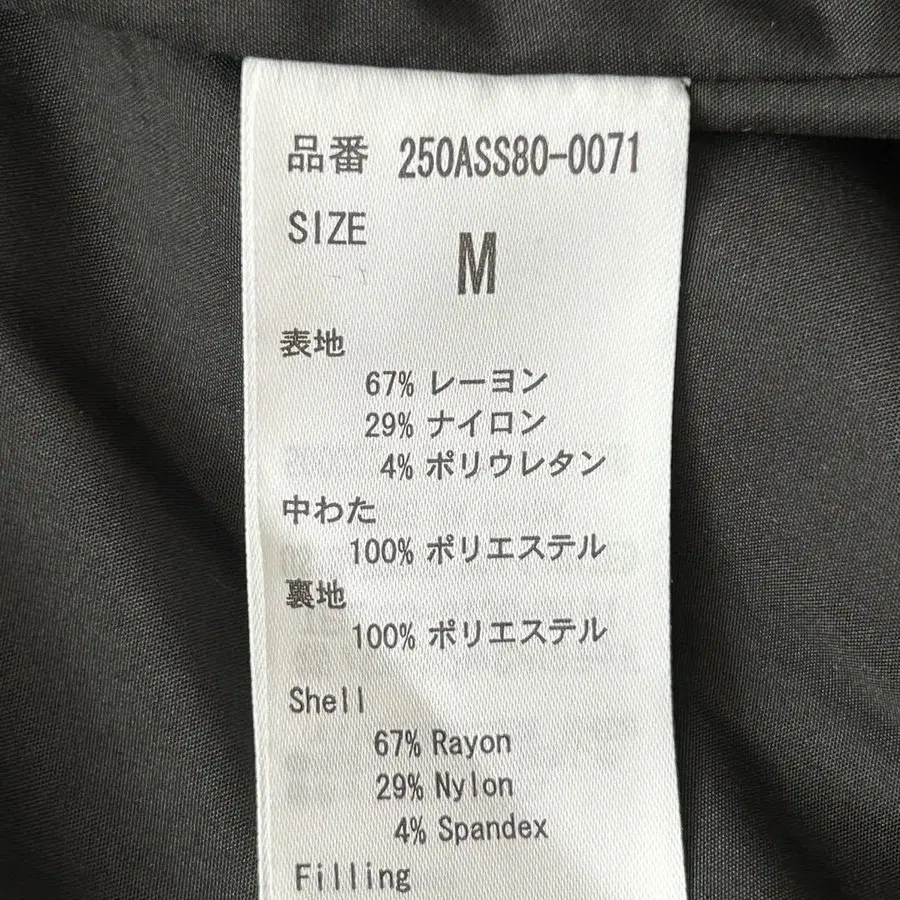 品番 250ASS80-0071
SIZE
M
表地
67% レーヨン
29% ナイロン
4% ポリウレタン
中わた
100% ポリエステル
裏地
100% ポリエステル
Shell
67% Rayon
29% Nylon
4% Spandex
Filling